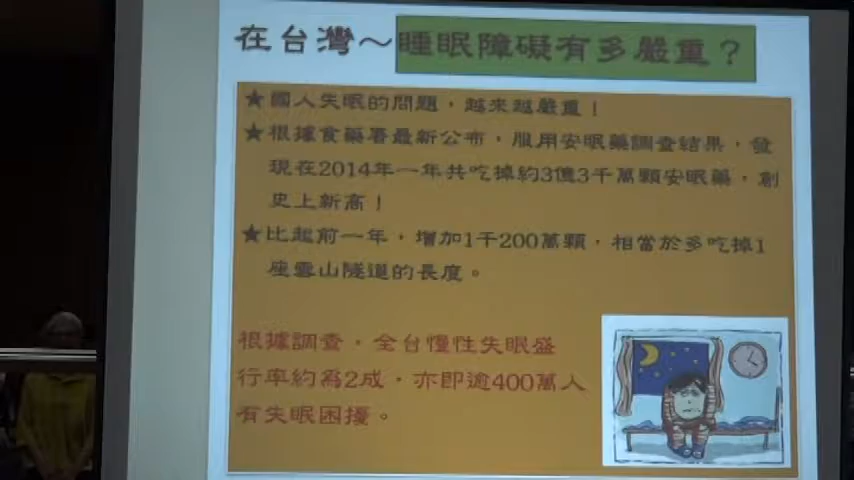 在台灣～睡眠障礙有多嚴重？
★國人失眠的問題，越來越嚴重！
★根據食藥署最新公布，服用安眠藥調查結果，發
現在2014年一年共吃掉約3億3千萬顆安眠藥，創
史上新高！
★比起前一年，增加1千200萬顆，相當於多吃掉1
座雪山隧道的長度。
根據調查，全台慢性失眠盛
行率約為2成，亦即逾400萬人
有失眠困擾。